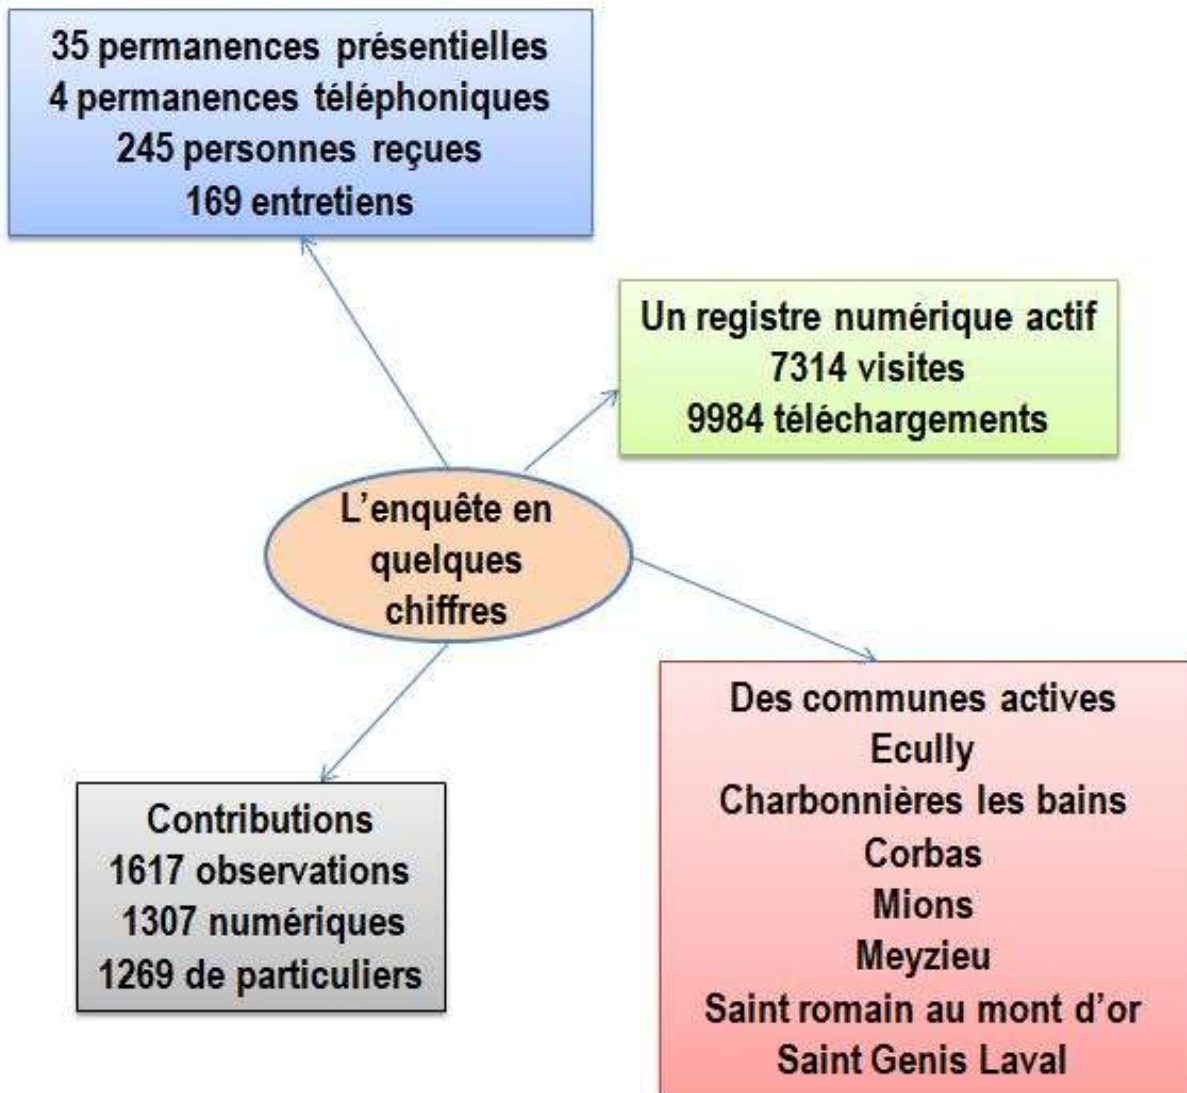 35 permanences présentielles
4 permanences téléphoniques
245 personnes reçues
169 entretiens
Un registre numérique actif
7314 visites
9984 téléchargements
L'enquête en
quelques
chiffres
Des communes actives
Ecully
Charbonnières les bains
Corbas
Mions
Meyzieu
Saint romain au mont d'or
Saint Genis Laval
Contributions
1617 observations
1307 numériques
1269 de particuliers